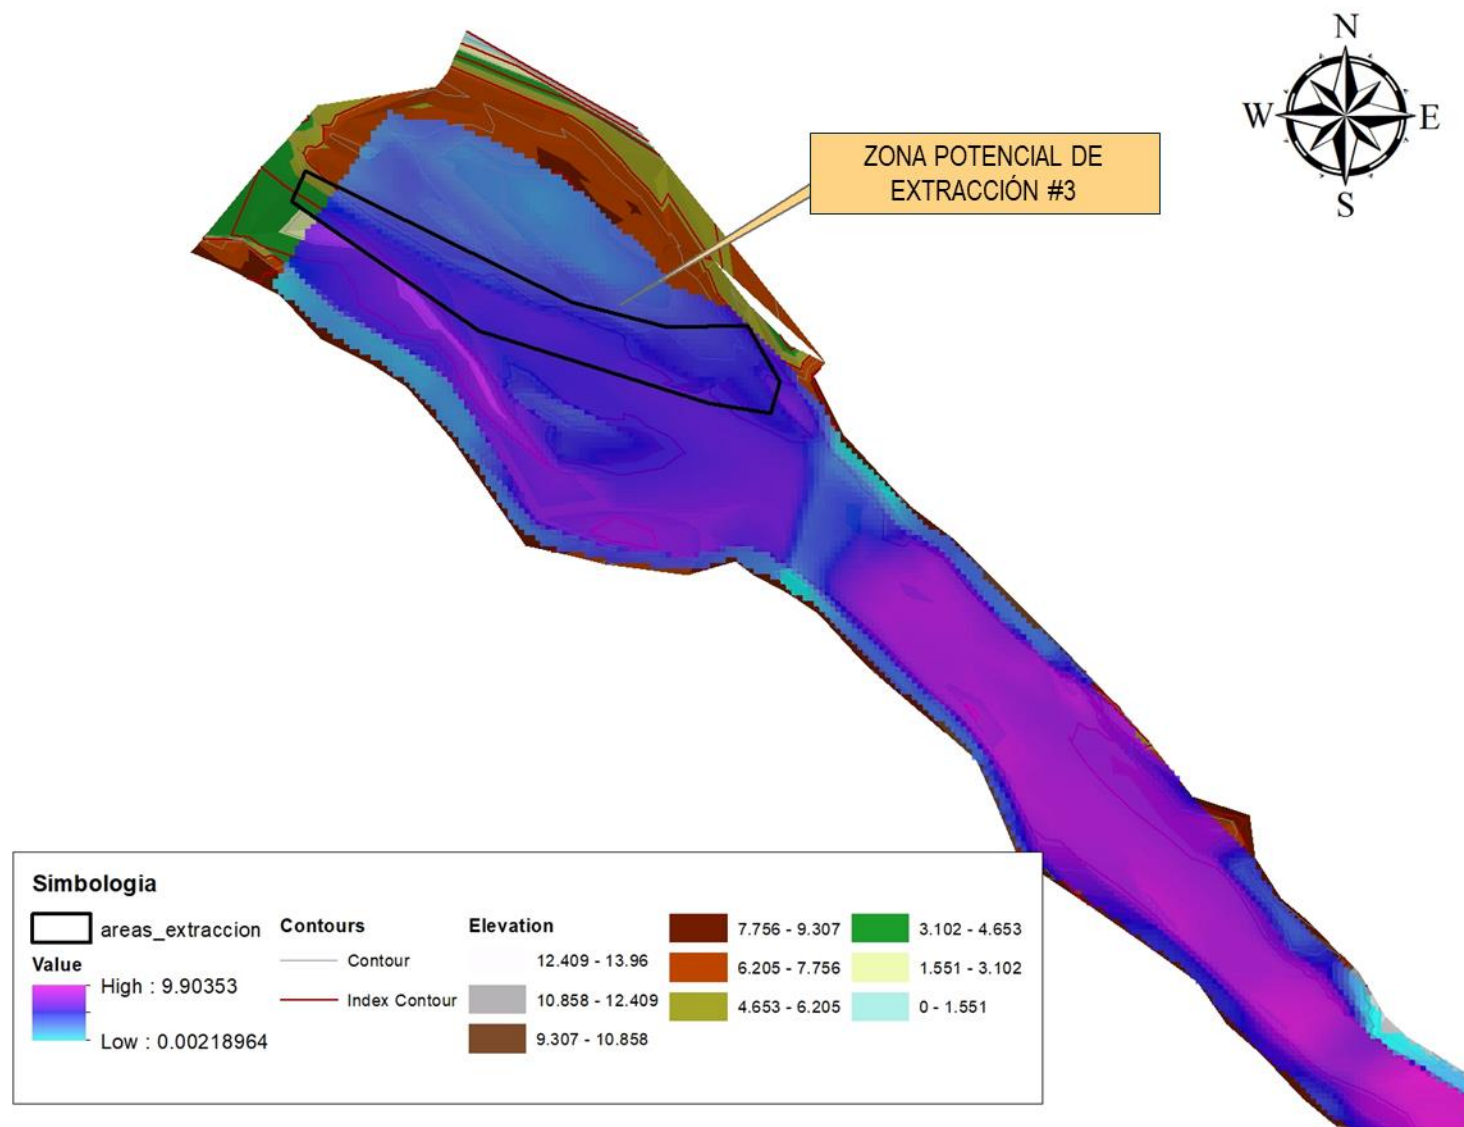 N
W
E
S
ZONA POTENCIAL DE
EXTRACCIÓN #3
Simbologia
areas_extraccion
Value
High : 9.90353
Low : 0.00218964
Contours
Contour
Index Contour
Elevation
12.409 - 13.96
10.858 - 12.409
9.307 - 10.858
7.756 - 9.307
6.205 - 7.756
4.653 - 6.205
3.102 - 4.653
1.551 - 3.102
0 - 1.551